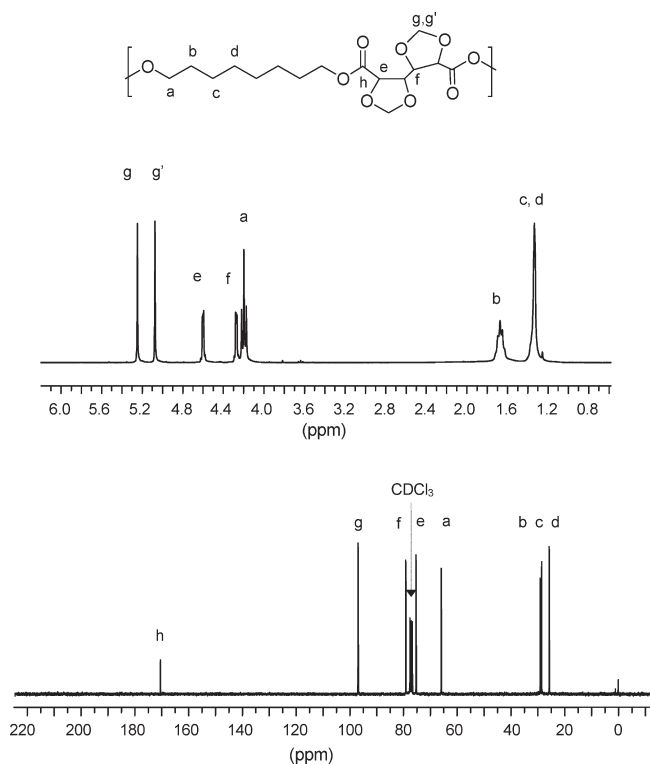 g,g'
O O
b d O e
O O h f O
a c O O O
g g' a c, d
e f b
6.0 5.6 5.2 4.8 4.4 4.0 3.6 3.2 2.8 2.4 2.0 1.6 1.2 0.8
(ppm)
CDCl3
g f e a b c d
h
220 200 180 160 140 120 100 80 60 40 20 0
(ppm)